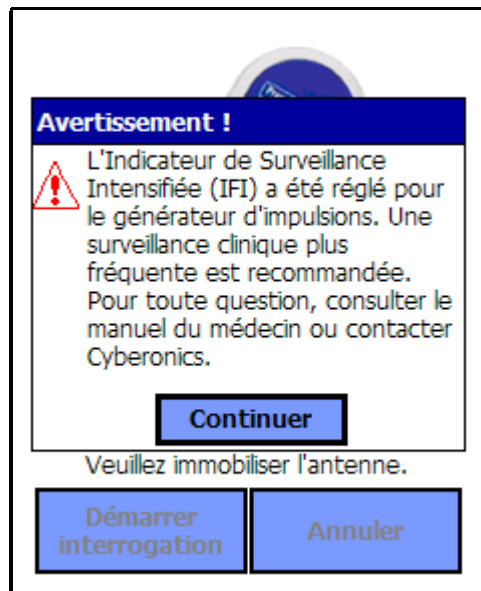 Avertissement !
L'Indicateur de Surveillance
Intensifiée (IFI) a été réglé pour
le générateur d'impulsions. Une
surveillance clinique plus
fréquente est recommandée.
Pour toute question, consulter le
manuel du médecin ou contacter
Cyberonics.
Continuer
Veuillez immobiliser l'antenne.
Démarrer
interrogation
Annuler